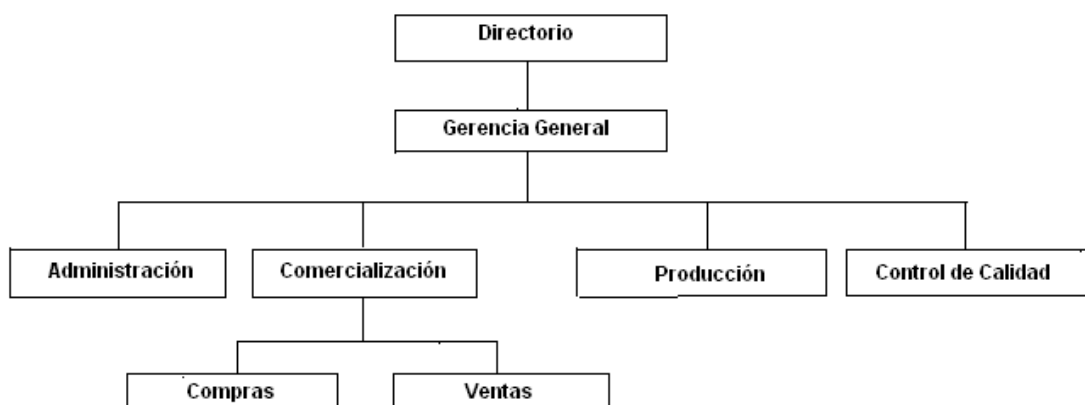 Directorio
Gerencia General
Administración
Comercialización
Producción
Control de Calidad
Compras
Ventas